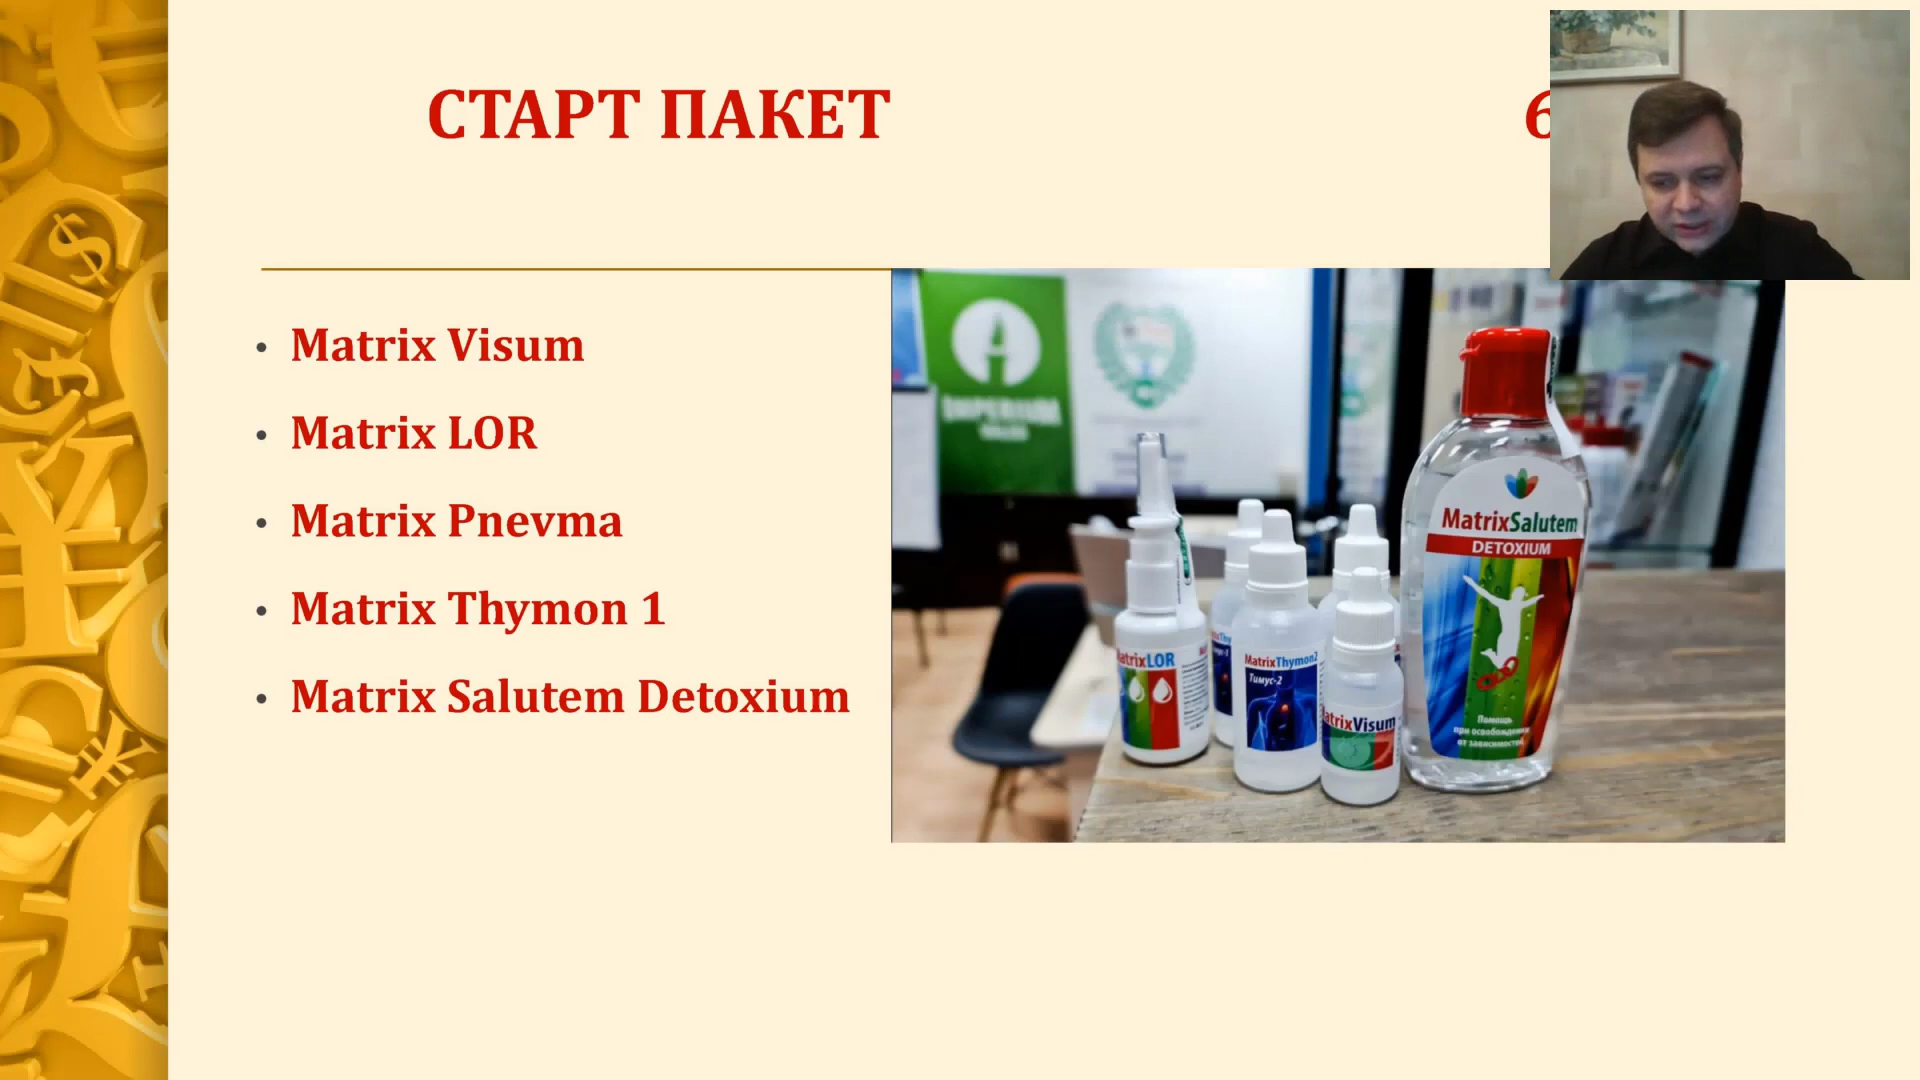 СТАРТ ПАКЕТ 6
Matrix Visum
Matrix LOR
Matrix Pnevma
Matrix Thymon 1
Matrix Salutem Detoxium
MatrixSalutem
DETOXIUM
Помощь
при освобождении
от зависимостей
MatrixLOR
MatrixThymon2
Тимус-2
MatrixVisum